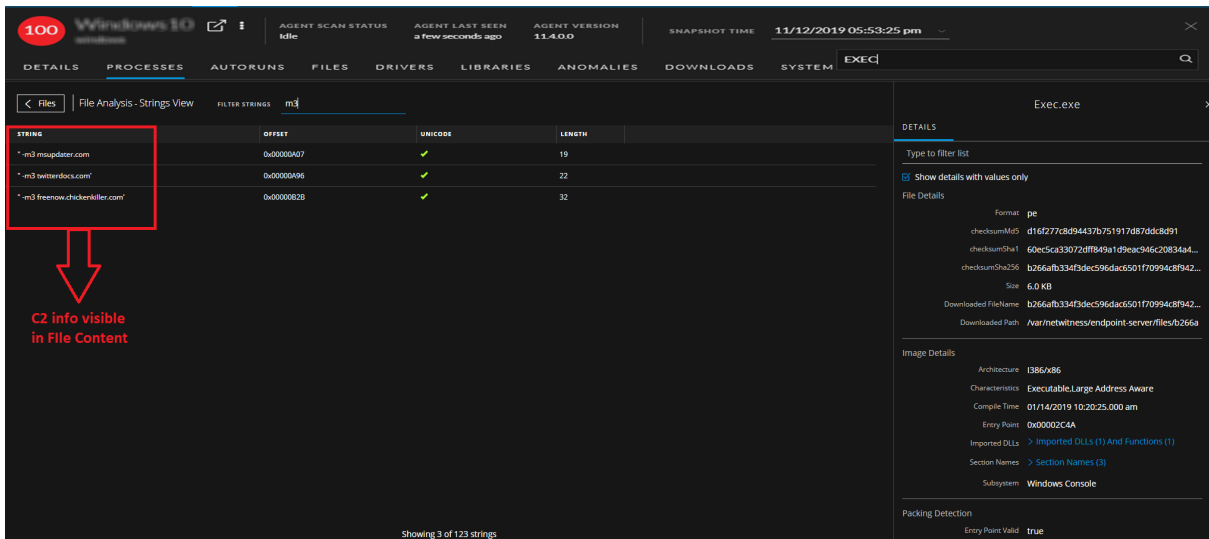 100 Windows 10 AGENT SCAN STATUS AGENT LAST SEEN AGENT VERSION SNAPSHOT TIME 11/12/2019 05:53:25 pm
windows Idle a few seconds ago 11.4.0.0
DETAILS PROCESSES AUTORUNS FILES DRIVERS LIBRARIES ANOMALIES DOWNLOADS SYSTEM EXEC
< Files File Analysis - Strings View FILTER STRINGS m3
STRING OFFSET UNICODE LENGTH
" -m3 msupdater.com 0x00000A07 19
" -m3 twitterdocs.com' 0x00000A96 22
" -m3 freenow.chickenkiller.com' 0x00000B2B 32
C2 info visible
in FIle Content
Showing 3 of 123 strings
Exec.exe
DETAILS
Type to filter list
Show details with values only
File Details
Format pe
checksumMd5 d16f277c8d94437b751917d87ddc8d91
checksumSha1 60ec5ca33072dff849a1d9eac946c20834a4...
checksumSha256 b266afb334f3dec596dac6501f70994c8f942...
Size 6.0 KB
Downloaded FileName b266afb334f3dec596dac6501f70994c8f942...
Downloaded Path /var/netwitness/endpoint-server/files/b266a
Image Details
Architecture I386/x86
Characteristics Executable,Large Address Aware
Compile Time 01/14/2019 10:20:25.000 am
Entry Point 0x00002C4A
Imported DLLs > Imported DLLs (1) And Functions (1)
Section Names > Section Names (3)
Subsystem Windows Console
Packing Detection
Entry Point Valid true